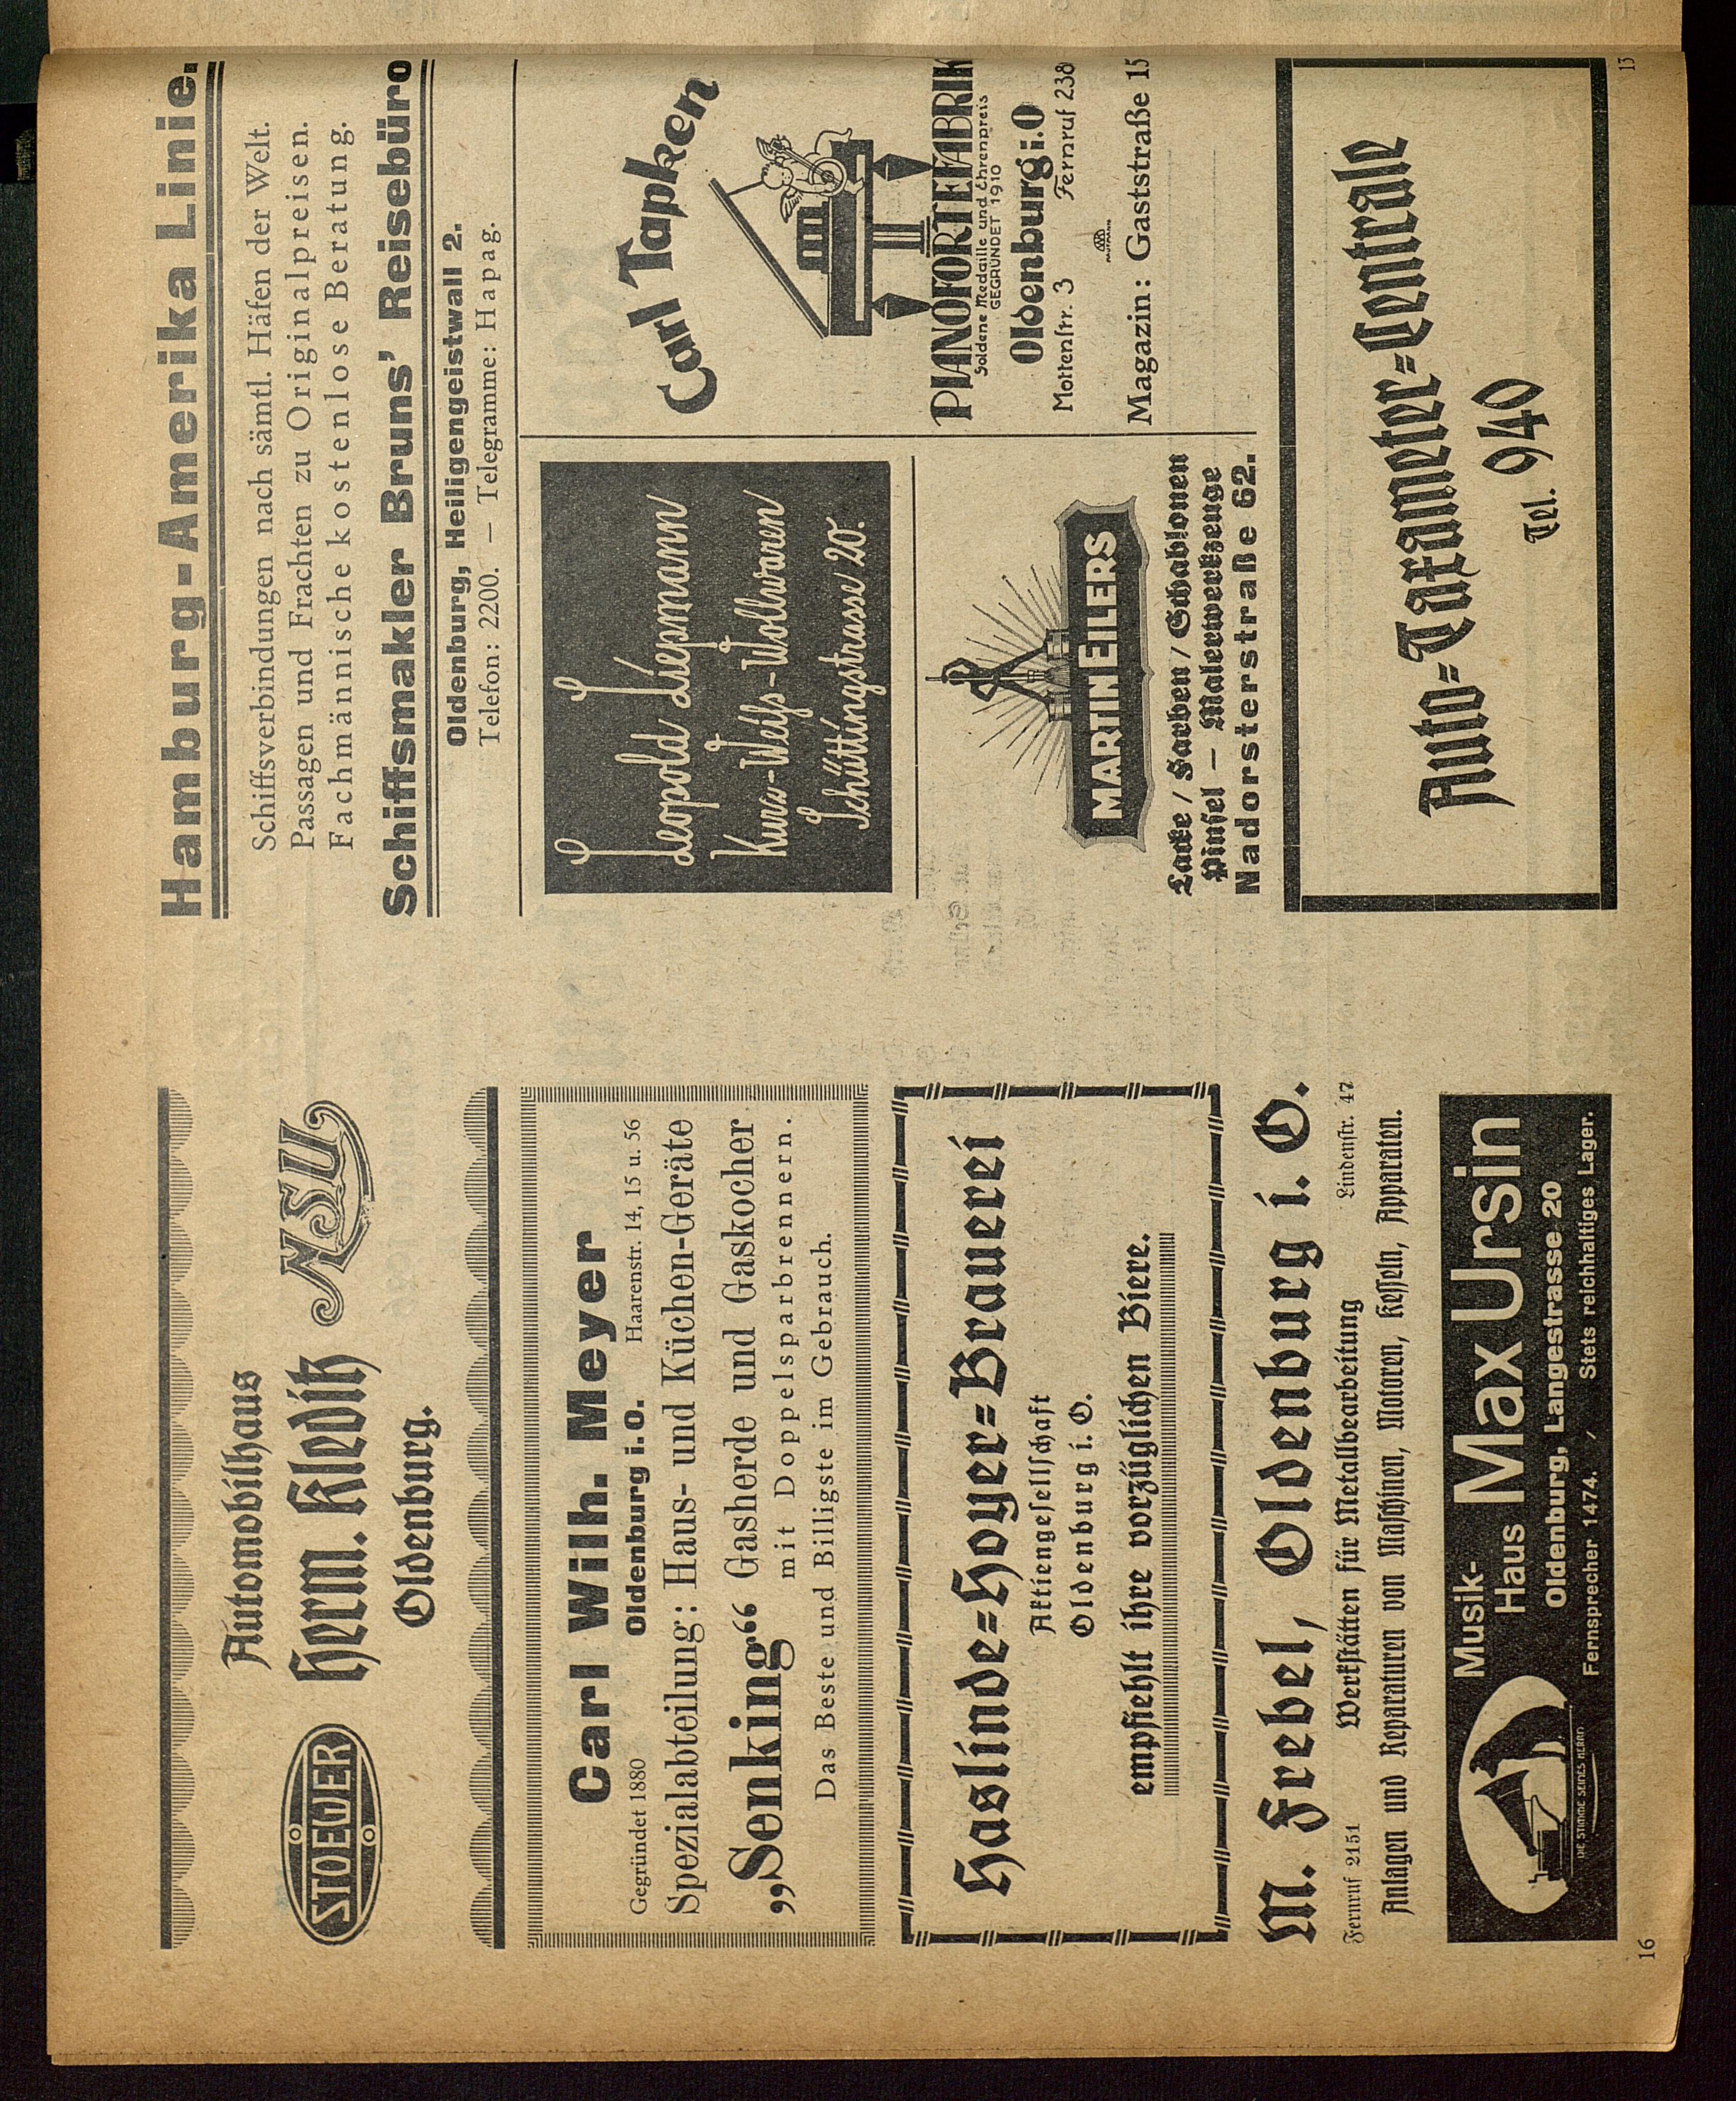 STOEWER
Automobilhaus
Herm. Kledik
Oldenburg.
NSU
Carl Wilh. Meyer
Gegründet 1880 Oldenburg i.O. Haarenstr. 14, 15 u. 56
Spezialabteilung: Haus- und Küchen-Geräte
„Senking“ Gasherde und Gaskocher
mit Doppelsparbrennern.
Das Beste und Billigste im Gebrauch.
Haslinde=Hoyer=Brauerei
Aktiengesellschaft
Oldenburg i. O.
empfiehlt ihre vorzüglichen Biere.
M. Frebel, Oldenburg i. O.
Fernruf 2151 Werkstätten für Metallbearbeitung Lindenstr. 47
Anlagen und Reparaturen von Maschinen, Motoren, Kesseln, Apparaten.
DIE STIMME SEINES HERRN
Musik-
Haus Max Ursin
Oldenburg, Langestrasse 20
Fernsprecher 1474. / Stets reichhaltiges Lager.
16
Hamburg-Amerika Linie.
Schiffsverbindungen nach sämtl. Häfen der Welt.
Passagen und Frachten zu Originalpreisen.
Fachmännische kostenlose Beratung.
Schiffsmakler Bruns' Reisebüro
Oldenburg, Heiligengeistwall 2.
Telefon: 2200. — Telegramme: Hapag.
Leopold Liepmann
Kurz-Weiß-Wollwaren
Schüttingstrasse 20.
MARTIN EILERS
Lacke / Farben / Schablonen
Pinsel — Malerwerkzeuge
Nadorsterstraße 62.
Carl Tapken
PIANOFORTEFABRIK
Goldene Medaille und Ehrenpreis
GEGRÜNDET 1910
Oldenburg i.O
Mottenstr. 3 Fernruf 238
Magazin: Gaststraße 15
Auto=Taxameter=Centrale
Tel. 940
13